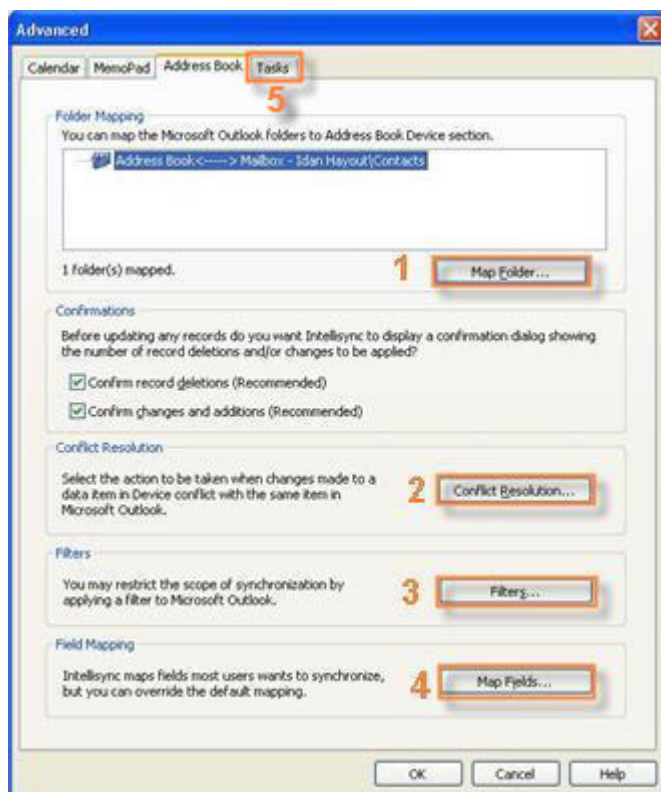 Advanced
Calendar MemoPad Address Book Tasks
5
Folder Mapping
You can map the Microsoft Outlook folders to Address Book Device section.
Address Book<-----> Mailbox - Idan Hayout\Contacts
1 folder(s) mapped.
1 Map Folder...
Confirmations
Before updating any records do you want Intellisync to display a confirmation dialog showing
the number of record deletions and/or changes to be applied?
Confirm record deletions (Recommended)
Confirm changes and additions (Recommended)
Conflict Resolution
Select the action to be taken when changes made to a
data item in Device conflict with the same item in
Microsoft Outlook.
2 Conflict Resolution...
Filters
You may restrict the scope of synchronization by
applying a filter to Microsoft Outlook.
3 Filters...
Field Mapping
Intellisync maps fields most users wants to synchronize,
but you can override the default mapping.
4 Map Fields...
OK Cancel Help